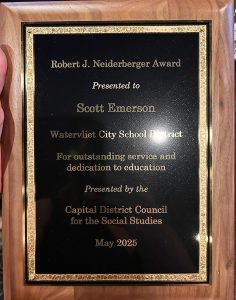 Robert J. Neiderberger Award
Presented to
Scott Emerson
Watervliet City School District
For outstanding service and
dedication to education
Presented by the
Capital District Council
for the Social Studies
May 2025